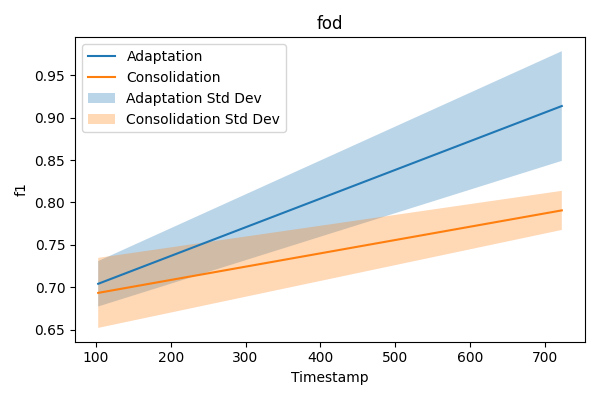 fod
Adaptation
Consolidation
Adaptation Std Dev
Consolidation Std Dev
f1
0.95
0.90
0.85
0.80
0.75
0.70
0.65
100 200 300 400 500 600 700
Timestamp